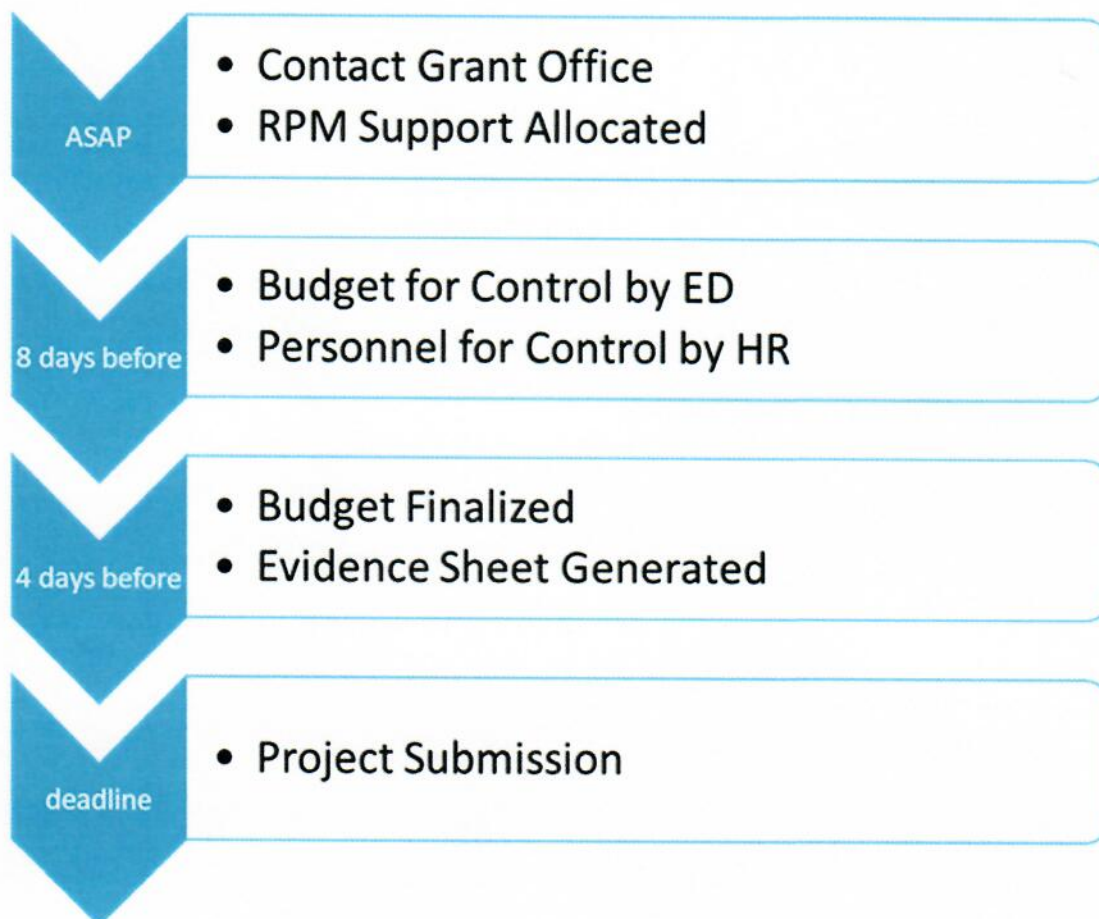 ASAP
• Contact Grant Office
• RPM Support Allocated
8 days before
• Budget for Control by ED
• Personnel for Control by HR
4 days before
• Budget Finalized
• Evidence Sheet Generated
deadline
• Project Submission